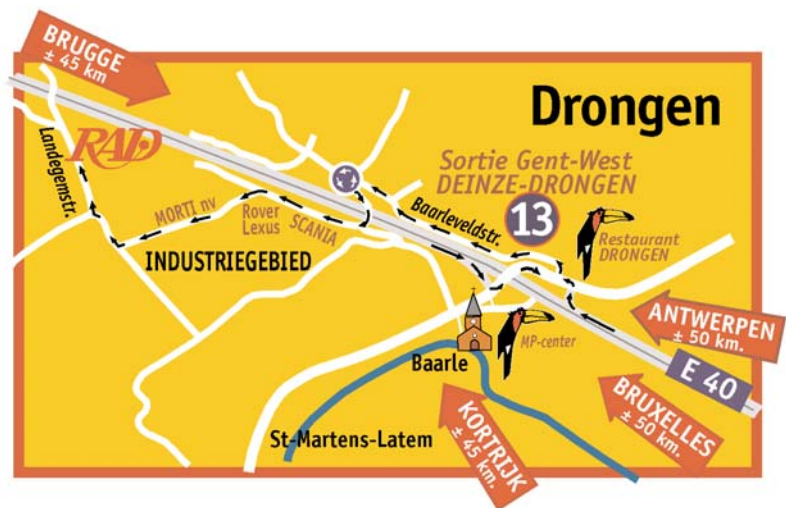 BRUGGE
± 45 km
Drongen
Landegemstr.
RAD
Sortie Gent-West
DEINZE-DRONGEN
13
MORTI nv
Rover
Lexus
SCANIA
Baarleveldstr.
Restaurant
DRONGEN
INDUSTRIEGEBIED
ANTWERPEN
± 50 km.
MP-center
Baarle
E 40
BRUXELLES
± 50 km.
St-Martens-Latem
KORTRIJK
± 45 km.